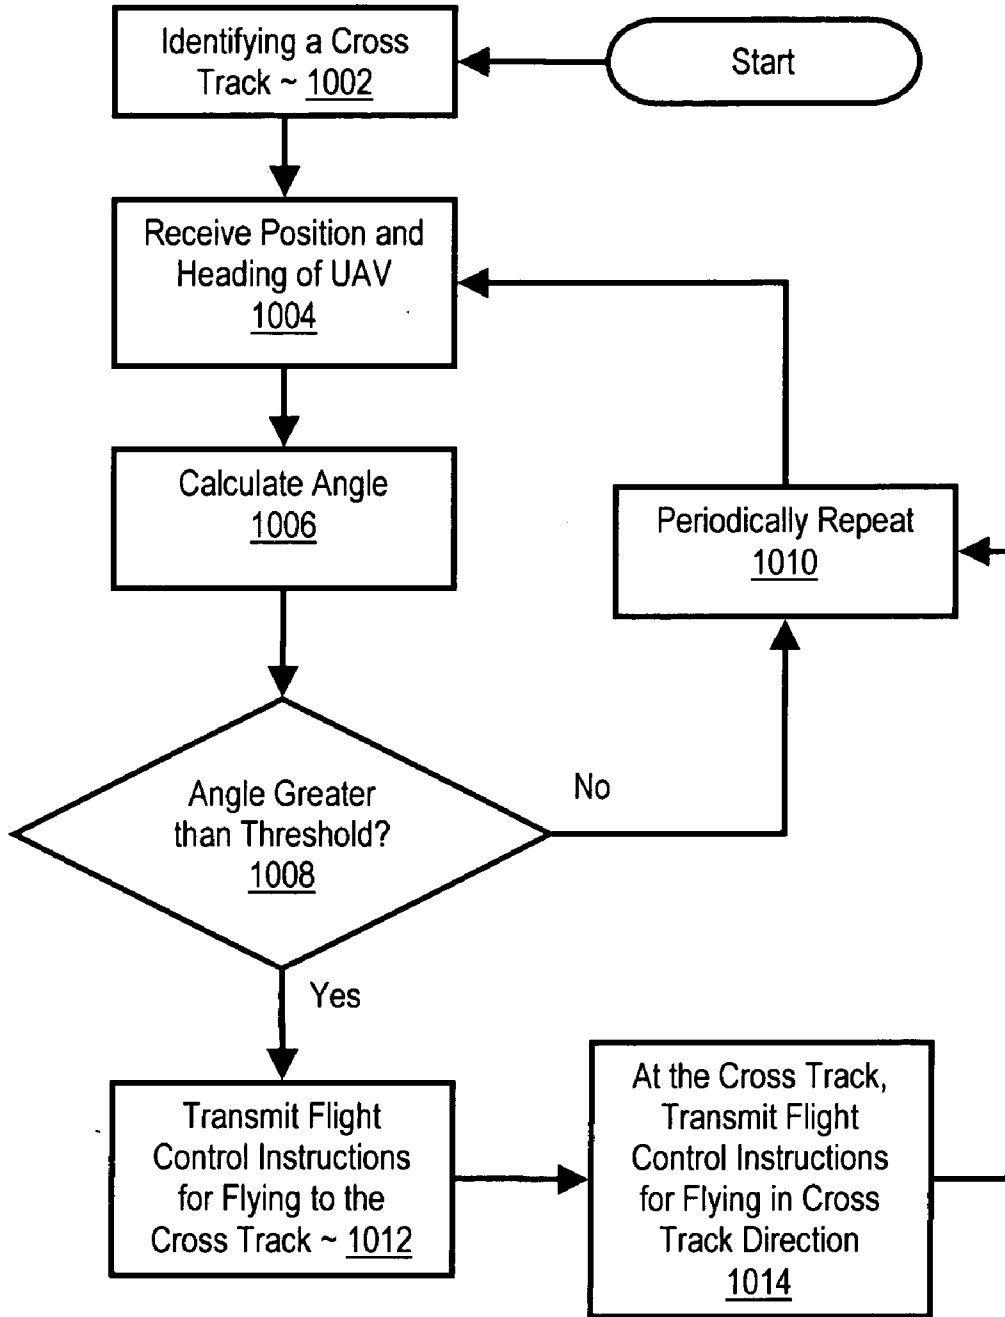 Start
Identifying a Cross
Track ~ 1002
Receive Position and
Heading of UAV
1004
Calculate Angle
1006
Periodically Repeat
1010
Angle Greater
than Threshold?
1008
No
Yes
Transmit Flight
Control Instructions
for Flying to the
Cross Track ~ 1012
At the Cross Track,
Transmit Flight
Control Instructions
for Flying in Cross
Track Direction
1014